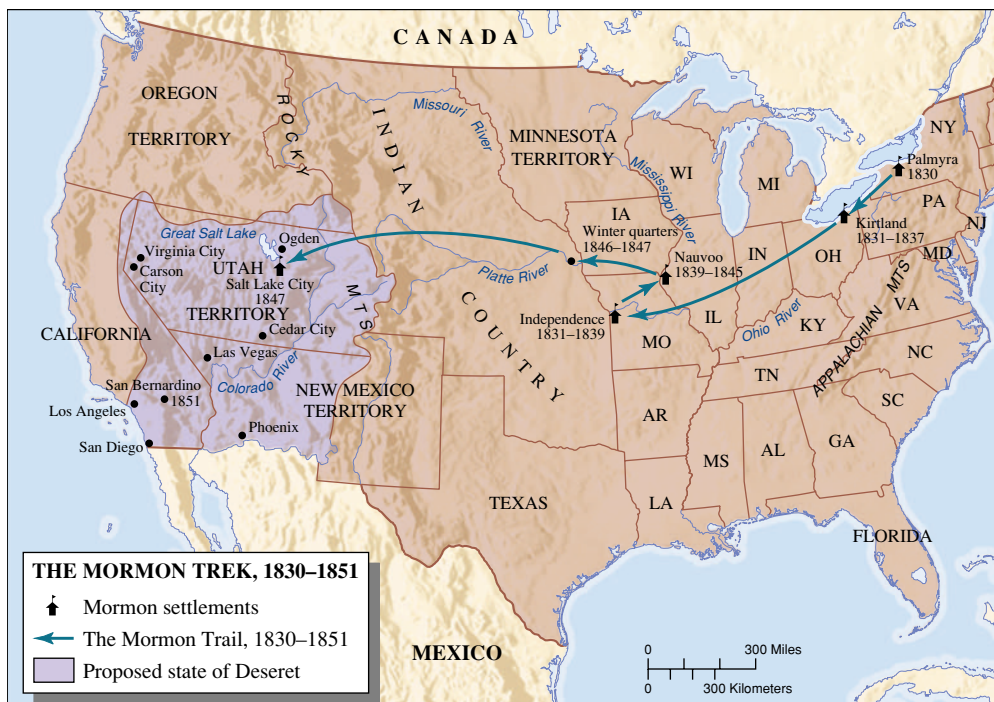 CANADA
OREGON
TERRITORY
ROCKY
MTS
INDIAN
COUNTRY
Missouri
River
MINNESOTA
TERRITORY
Mississippi River
WI
MI
NY
Palmyra
1830
PA
NJ
Kirtland
1831–1837
MD
OH
IN
IA
Winter quarters
1846–1847
Nauvoo
1839–1845
Great Salt Lake
Ogden
Virginia City
Carson
City
UTAH
Salt Lake City
1847
TERRITORY
Platte River
Independence
1831–1839
IL
MO
Ohio River
KY
VA
APPALACHIAN MTS
CALIFORNIA
Cedar City
Las Vegas
Colorado River
San Bernardino
1851
Los Angeles
San Diego
Phoenix
NEW MEXICO
TERRITORY
TN
NC
SC
AR
MS
AL
GA
LA
TEXAS
FLORIDA
MEXICO
THE MORMON TREK, 1830–1851
Mormon settlements
The Mormon Trail, 1830–1851
Proposed state of Deseret
0 300 Miles
0 300 Kilometers